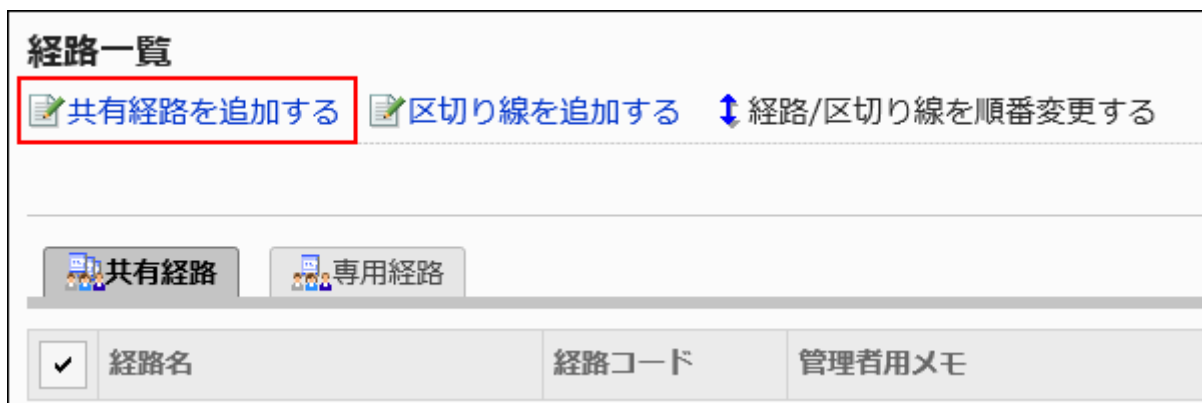 経路一覧
共有経路を追加する 区切り線を追加する 経路/区切り線を順番変更する
共有経路 専用経路
経路名 経路コード 管理者用メモ